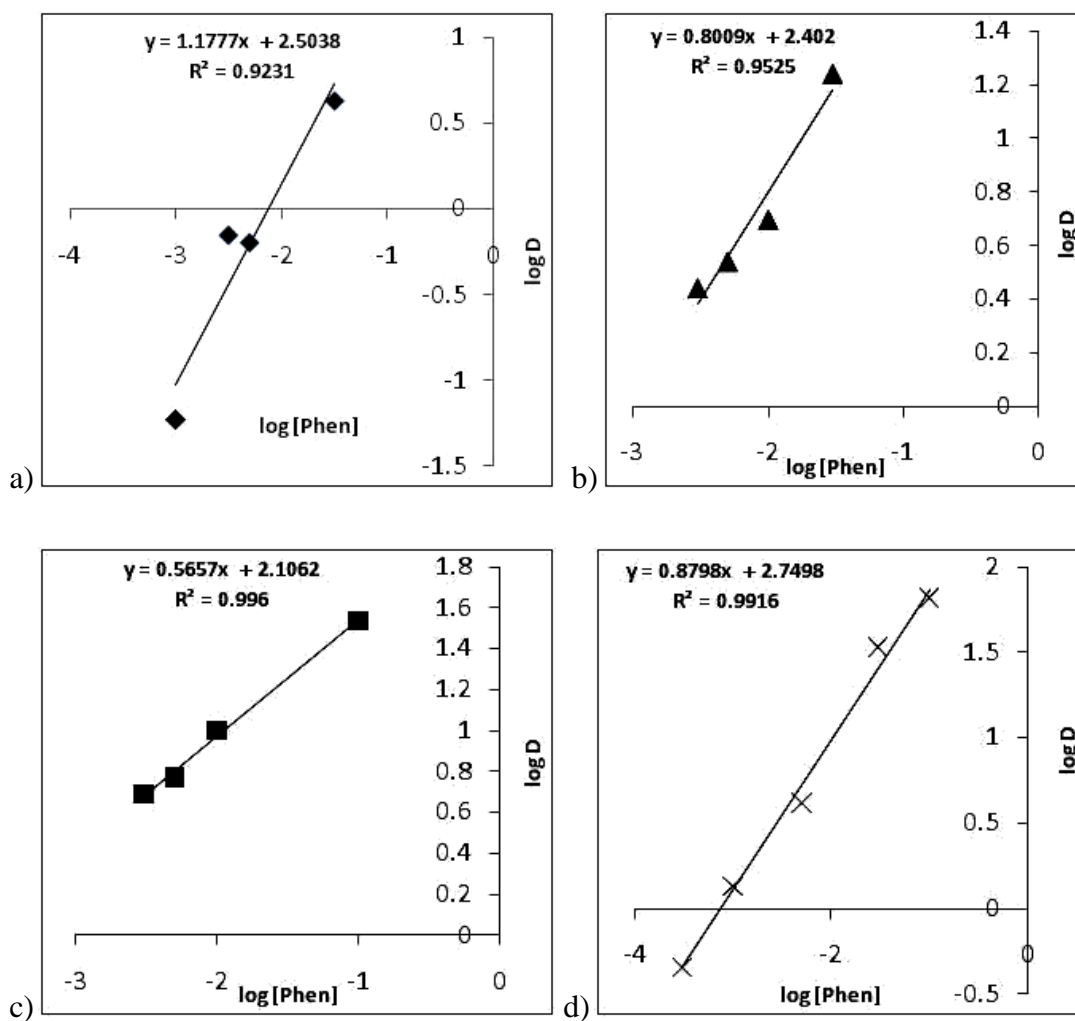 a)
y = 1.1777x + 2.5038
R² = 0.9231
1
0.5
0
-0.5
-1
-1.5
-4 -3 -2 -1 0
log D
log [Phen]
b)
y = 0.8009x + 2.402
R² = 0.9525
1.4
1.2
1
0.8
0.6
0.4
0.2
0
-3 -2 -1 0
log D
log [Phen]
c)
y = 0.5657x + 2.1062
R² = 0.996
1.8
1.6
1.4
1.2
1
0.8
0.6
0.4
0.2
0
-3 -2 -1 0
log D
log [Phen]
d)
y = 0.8798x + 2.7498
R² = 0.9916
2
1.5
1
0.5
0
-0.5
-4 -2 0
log D
log [Phen]